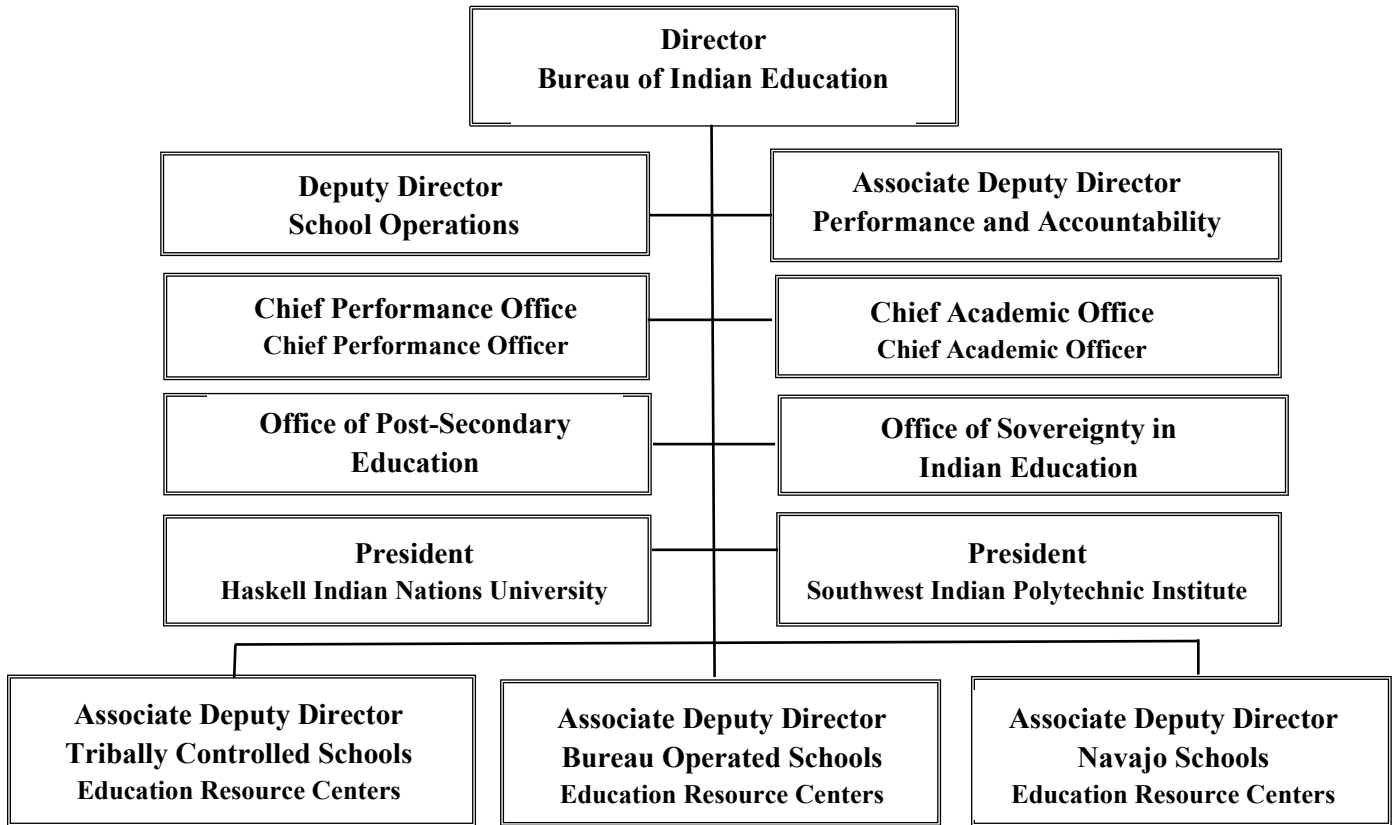 Director
Bureau of Indian Education
Deputy Director
School Operations
Associate Deputy Director
Performance and Accountability
Chief Performance Office
Chief Performance Officer
Chief Academic Office
Chief Academic Officer
Office of Post-Secondary
Education
Office of Sovereignty in
Indian Education
President
Haskell Indian Nations University
President
Southwest Indian Polytechnic Institute
Associate Deputy Director
Tribally Controlled Schools
Education Resource Centers
Associate Deputy Director
Bureau Operated Schools
Education Resource Centers
Associate Deputy Director
Navajo Schools
Education Resource Centers